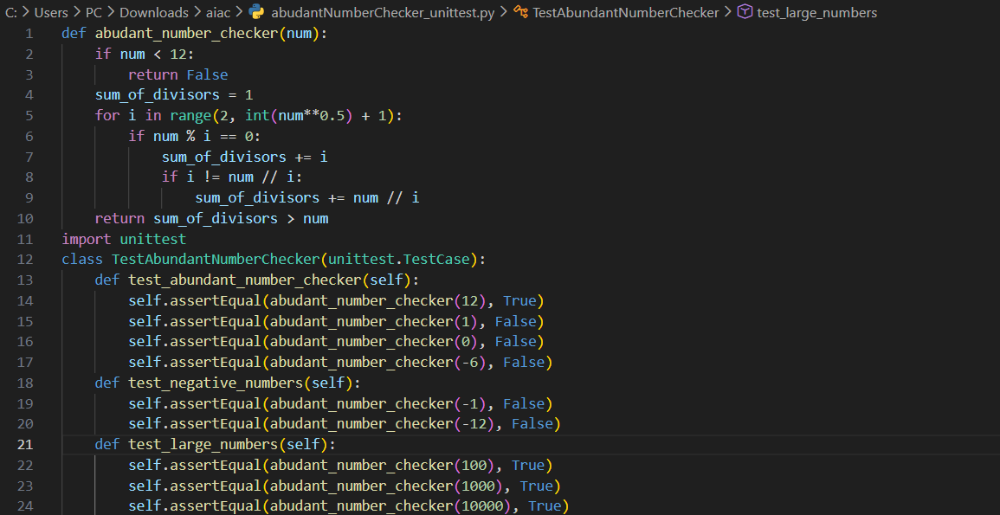 C: > Users > PC > Downloads > aiac > abudantNumberChecker_unittest.py > TestAbundantNumberChecker > test_large_numbers
1 def abudant_number_checker(num):
2     if num < 12:
3         return False
4     sum_of_divisors = 1
5     for i in range(2, int(num**0.5) + 1):
6         if num % i == 0:
7             sum_of_divisors += i
8             if i != num // i:
9                 sum_of_divisors += num // i
10     return sum_of_divisors > num
11 import unittest
12 class TestAbundantNumberChecker(unittest.TestCase):
13     def test_abundant_number_checker(self):
14         self.assertEqual(abudant_number_checker(12), True)
15         self.assertEqual(abudant_number_checker(1), False)
16         self.assertEqual(abudant_number_checker(0), False)
17         self.assertEqual(abudant_number_checker(-6), False)
18     def test_negative_numbers(self):
19         self.assertEqual(abudant_number_checker(-1), False)
20         self.assertEqual(abudant_number_checker(-12), False)
21     def test_large_numbers(self):
22         self.assertEqual(abudant_number_checker(100), True)
23         self.assertEqual(abudant_number_checker(1000), True)
24         self.assertEqual(abudant_number_checker(10000), True)